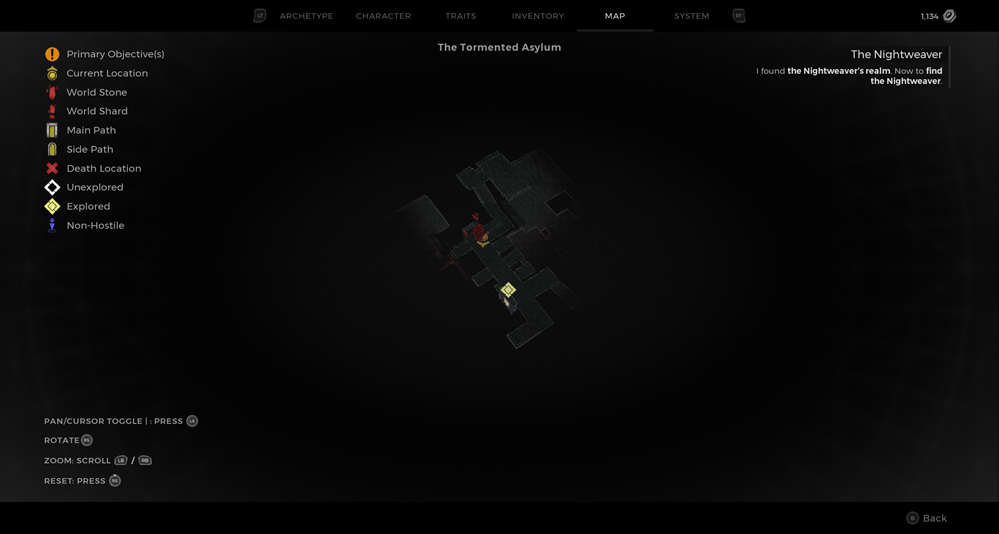 LT ARCHETYPE CHARACTER TRAITS INVENTORY MAP SYSTEM RT 1,134
The Tormented Asylum
Primary Objective(s)
Current Location
World Stone
World Shard
Main Path
Side Path
Death Location
Unexplored
Explored
Non-Hostile
The Nightweaver
I found the Nightweaver's realm. Now to find
the Nightweaver.
PAN/CURSOR TOGGLE | : PRESS LS
ROTATE RS
ZOOM: SCROLL LB / RB
RESET: PRESS RS
B Back